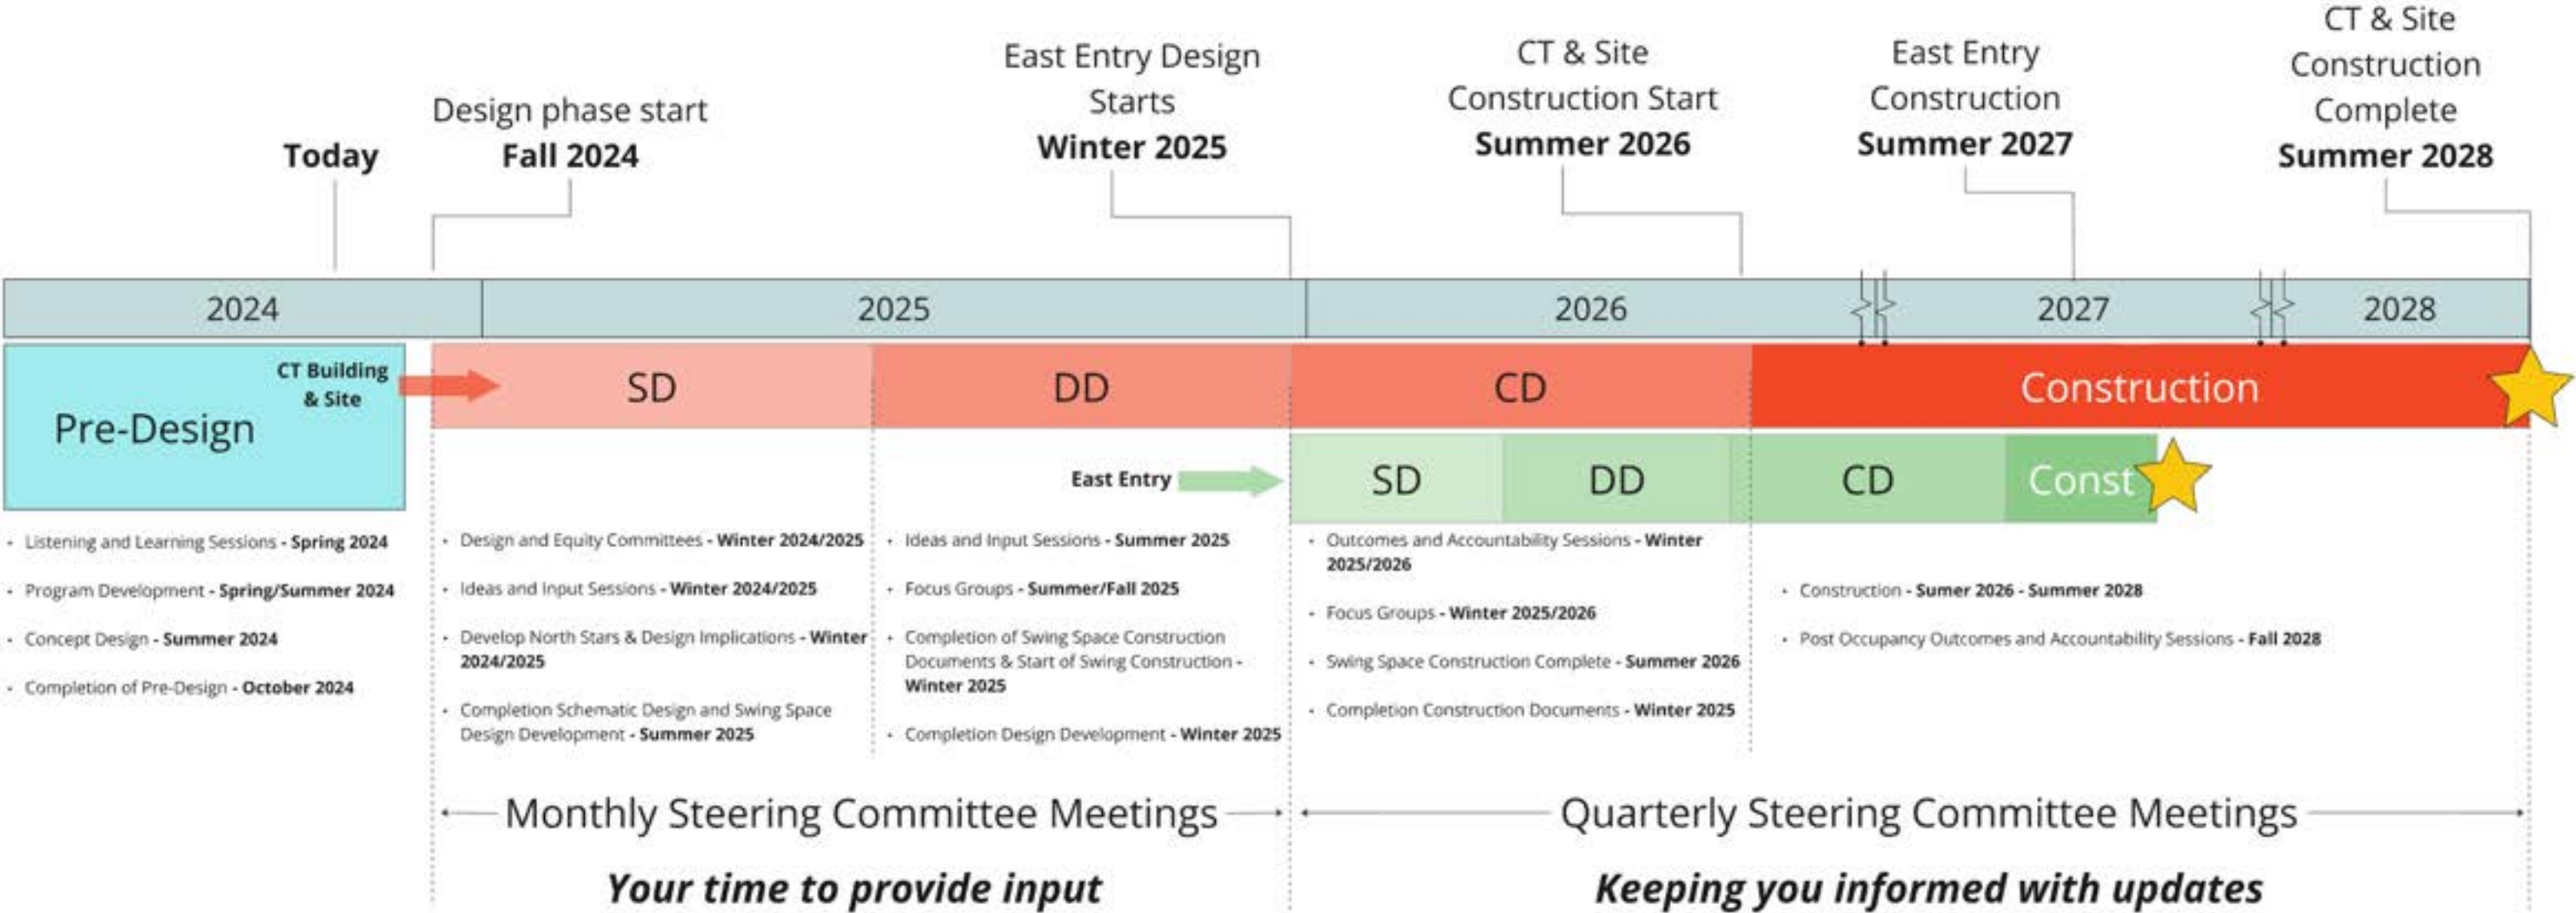 CT & Site
Construction
Complete
Summer 2028
East Entry Design
Starts
Winter 2025
CT & Site
Construction Start
Summer 2026
East Entry
Construction
Summer 2027
Design phase start
Fall 2024
Today
2024
2025
2026
2027
2028
Pre-Design
CT Building
& Site
SD
DD
CD
Construction
East Entry
SD
DD
CD
Const
• Listening and Learning Sessions - Spring 2024
• Program Development - Spring/Summer 2024
• Concept Design - Summer 2024
• Completion of Pre-Design - October 2024
• Design and Equity Committees - Winter 2024/2025
• Ideas and Input Sessions - Winter 2024/2025
• Develop North Stars & Design Implications - Winter
2024/2025
• Completion Schematic Design and Swing Space
Design Development - Summer 2025
• Ideas and Input Sessions - Summer 2025
• Focus Groups - Summer/Fall 2025
• Completion of Swing Space Construction
Documents & Start of Swing Construction -
Winter 2025
• Completion Design Development - Winter 2025
• Outcomes and Accountability Sessions - Winter
2025/2026
• Focus Groups - Winter 2025/2026
• Swing Space Construction Complete - Summer 2026
• Completion Construction Documents - Winter 2025
• Construction - Sumer 2026 - Summer 2028
• Post Occupancy Outcomes and Accountability Sessions - Fall 2028
Monthly Steering Committee Meetings
Your time to provide input
Quarterly Steering Committee Meetings
Keeping you informed with updates